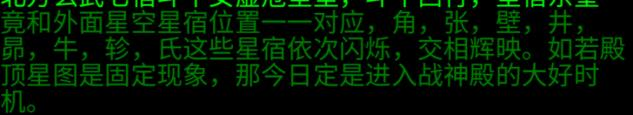 竟和外面星空星宿位置一一对应，角，张，壁，井，
昴，牛，轸，氐这些星宿依次闪烁，交相辉映。如若殿
顶星图是固定现象，那今日定是进入战神殿的大好时
机。